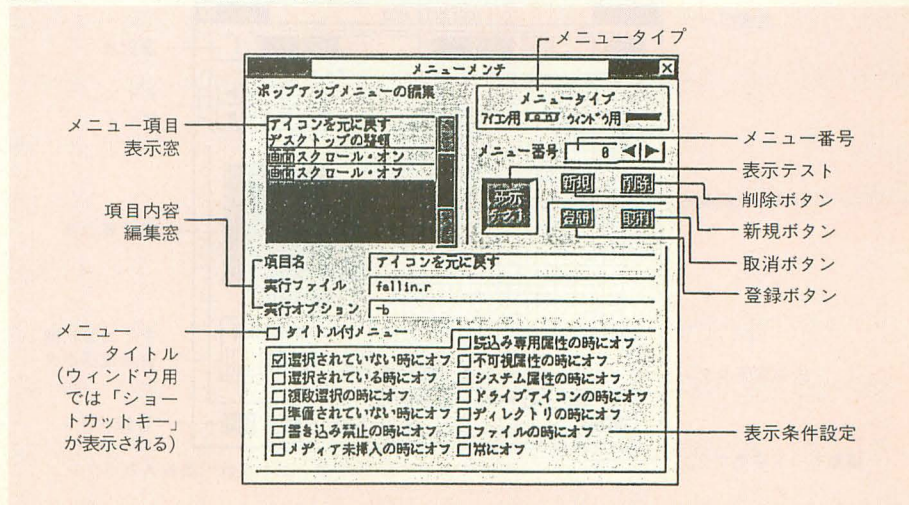 メニュータイプ
メニューメンテ
ポップアップメニューの編集
メニュータイプ
アイコン用 ウィンドウ用
アイコンを元に戻す
デスクトップの整頓
画面スクロール・オン
画面スクロール・オフ
メニュー番号 0
表示
テスト
新規 削除
登録 取消
メニュー項目
表示窓
項目内容
編集窓
メニュー番号
表示テスト
削除ボタン
新規ボタン
取消ボタン
登録ボタン
項目名 アイコンを元に戻す
実行ファイル fallin.r
実行オプション -b
タイトル付メニュー
選択されていない時にオフ
選択されている時にオフ
複数選択の時にオフ
準備されていない時にオフ
書き込み禁止の時にオフ
メディア未挿入の時にオフ
読込み専用属性の時にオフ
不可視属性の時にオフ
システム属性の時にオフ
ドライブアイコンの時にオフ
ディレクトリの時にオフ
ファイルの時にオフ
常にオフ
メニュー
タイトル
(ウィンドウ用
では「ショー
トカットキー」
が表示される)
表示条件設定